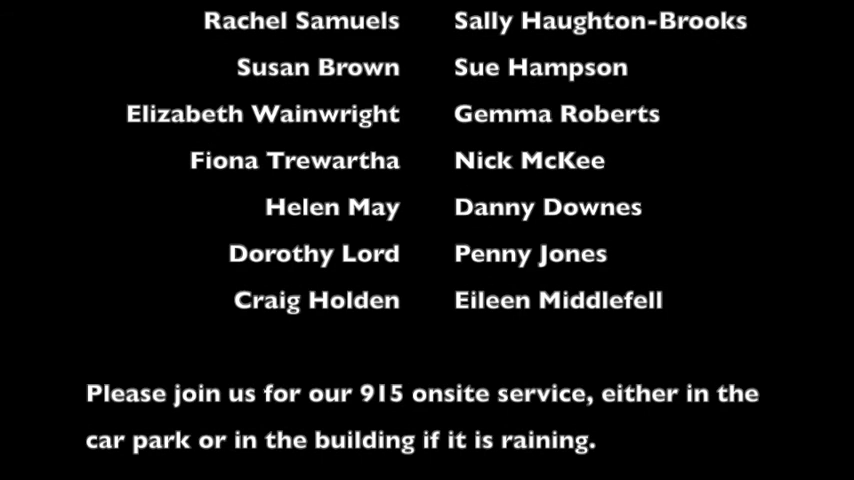 Rachel Samuels Sally Haughton-Brooks
Susan Brown Sue Hampson
Elizabeth Wainwright Gemma Roberts
Fiona Trewartha Nick McKee
Helen May Danny Downes
Dorothy Lord Penny Jones
Craig Holden Eileen Middlefell
Please join us for our 915 onsite service, either in the
car park or in the building if it is raining.